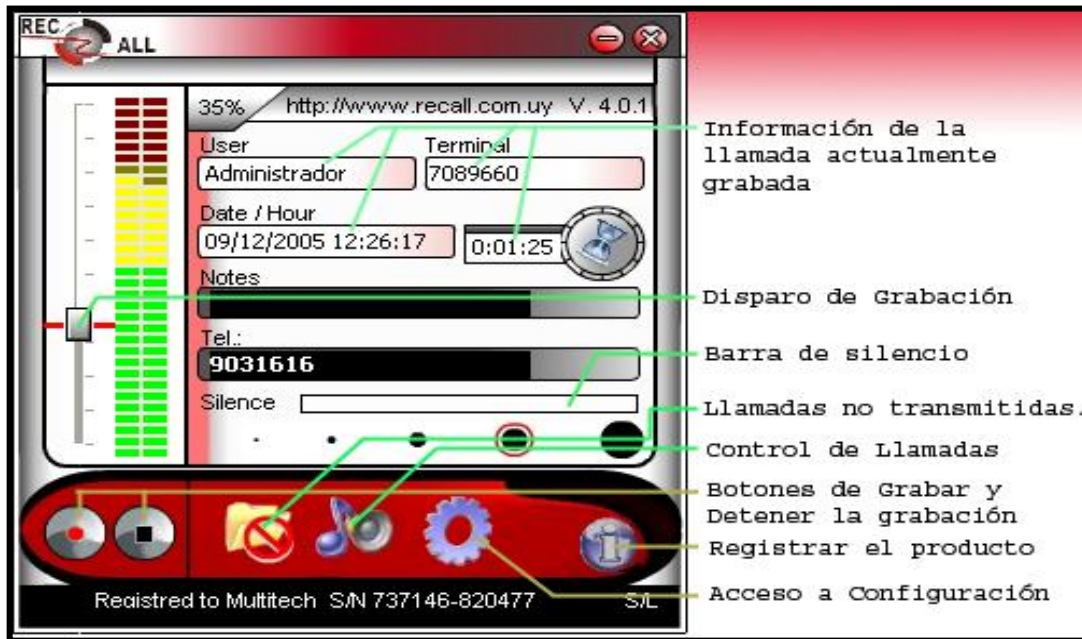 REC
ALL
35% http://www.recall.com.uy V. 4.0.1
User
Terminal
Administrador
7089660
Date / Hour
09/12/2005 12:26:17
0:01:25
Notes
Tel.:
9031616
Silence
Registred to Multitech S/N 737146-820477 S/L
Información de la
llamada actualmente
grabada
Disparo de Grabación
Barra de silencio
Llamadas no transmitidas.
Control de Llamadas
Botones de Grabar y
Detener la grabación
Registrar el producto
Acceso a Configuración